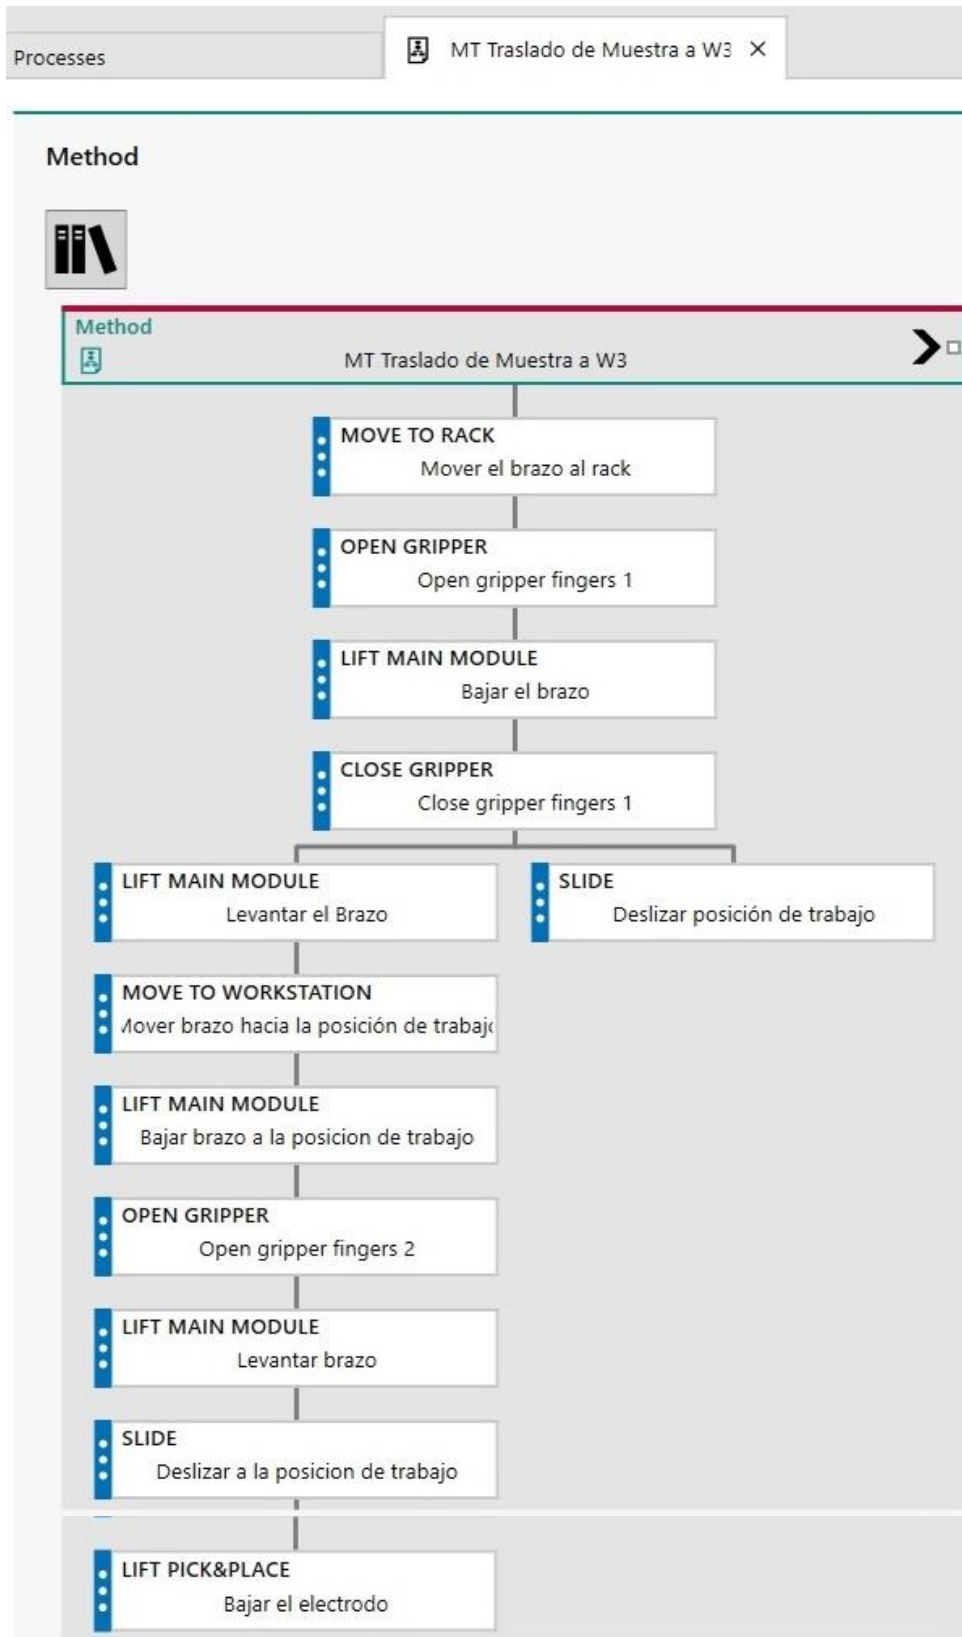 Processes
MT Traslado de Muestra a W3
Method
Method
MT Traslado de Muestra a W3
MOVE TO RACK
Mover el brazo al rack
OPEN GRIPPER
Open gripper fingers 1
LIFT MAIN MODULE
Bajar el brazo
CLOSE GRIPPER
Close gripper fingers 1
LIFT MAIN MODULE
Levantar el Brazo
SLIDE
Deslizar posición de trabajo
MOVE TO WORKSTATION
Mover brazo hacia la posición de trabajo
LIFT MAIN MODULE
Bajar brazo a la posicion de trabajo
OPEN GRIPPER
Open gripper fingers 2
LIFT MAIN MODULE
Levantar brazo
SLIDE
Deslizar a la posicion de trabajo
LIFT PICK&PLACE
Bajar el electrodo